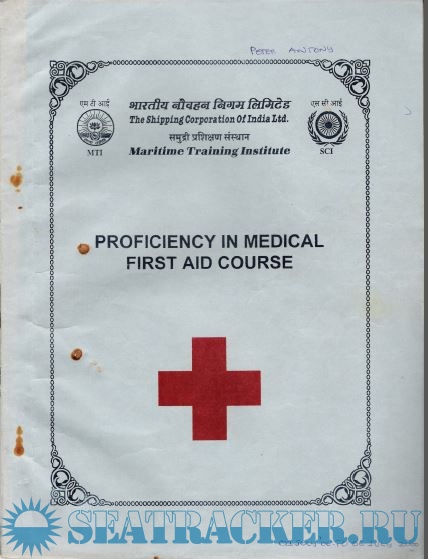 PETER ANTONY
एम टी आई
MTI
भारतीय नौवहन निगम लिमिटेड
The Shipping Corporation Of India Ltd.
समुद्री प्रशिक्षण संस्थान
Maritime Training Institute
एस सी आई
SCI
PROFICIENCY IN MEDICAL
FIRST AID COURSE
SEATRACKER.RU